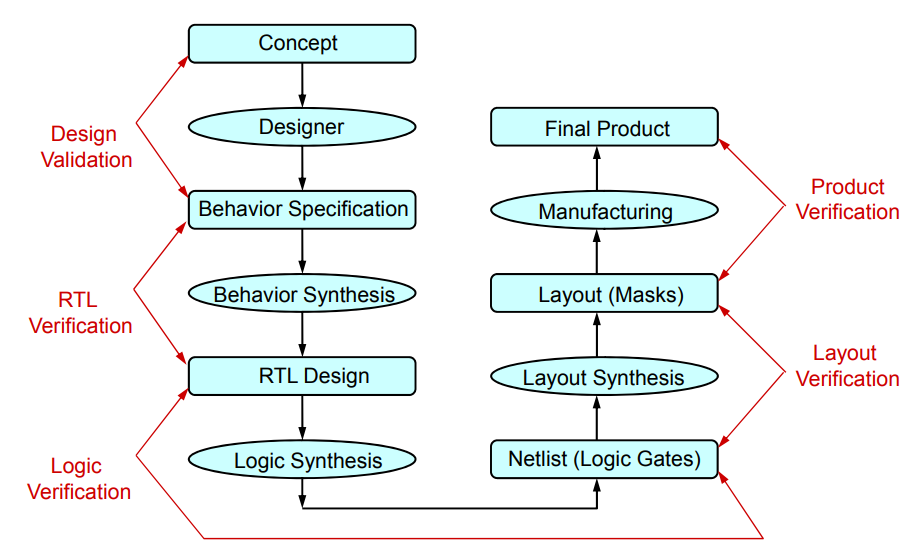 Concept
Designer
Design
Validation
Behavior Specification
Behavior Synthesis
RTL
Verification
RTL Design
Logic Synthesis
Logic
Verification
Final Product
Manufacturing
Product
Verification
Layout (Masks)
Layout Synthesis
Layout
Verification
Netlist (Logic Gates)